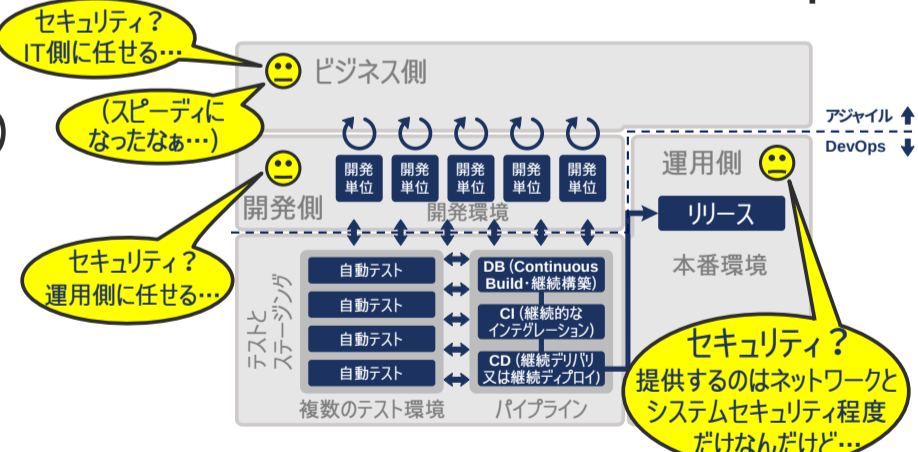 セキュリティ？
IT側に任せる…
ビジネス側
(スピーディに
なったなぁ…)
アジャイル
DevOps
開発
単位
開発
単位
開発
単位
開発
単位
開発
単位
開発側
開発環境
運用側
リリース
本番環境
セキュリティ？
運用側に任せる…
テストと
ステージング
自動テスト
自動テスト
自動テスト
自動テスト
複数のテスト環境
DB (Continuous
Build・継続構築)
CI (継続的な
インテグレーション)
CD (継続デリバリ
又は継続ディプロイ)
パイプライン
セキュリティ？
提供するのはネットワークと
システムセキュリティ程度
だけなんだけど…